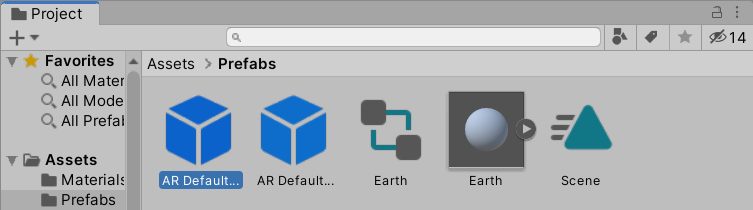 Project
14
Favorites
All Mater
All Mode
All Prefab
Assets
Materials
Prefabs
Assets > Prefabs
AR Default...
AR Default...
Earth
Earth
Scene